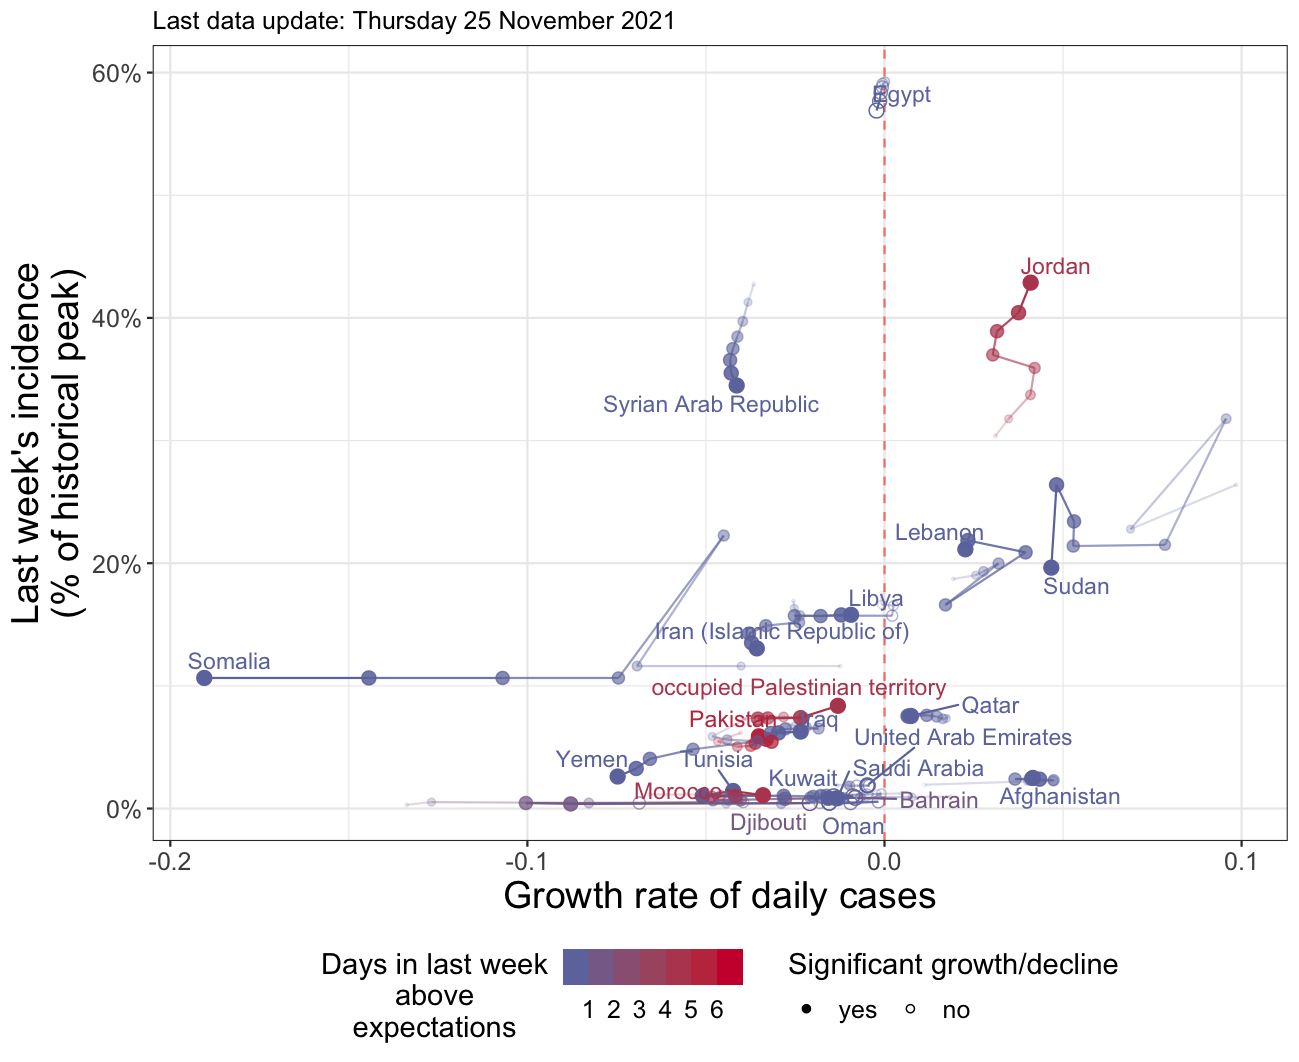 Last data update: Thursday 25 November 2021
60%
40%
20%
0%
Last week's incidence
(% of historical peak)
Egypt
Jordan
Syrian Arab Republic
Lebanon
Sudan
Libya
Iran (Islamic Republic of)
Somalia
occupied Palestinian territory
Pakistan
Iraq
Qatar
United Arab Emirates
Yemen
Tunisia
Kuwait
Saudi Arabia
Morocco
Afghanistan
Bahrain
Djibouti
Oman
-0.2
-0.1
0.0
0.1
Growth rate of daily cases
Days in last week
above
expectations
1 2 3 4 5 6
Significant growth/decline
yes
no